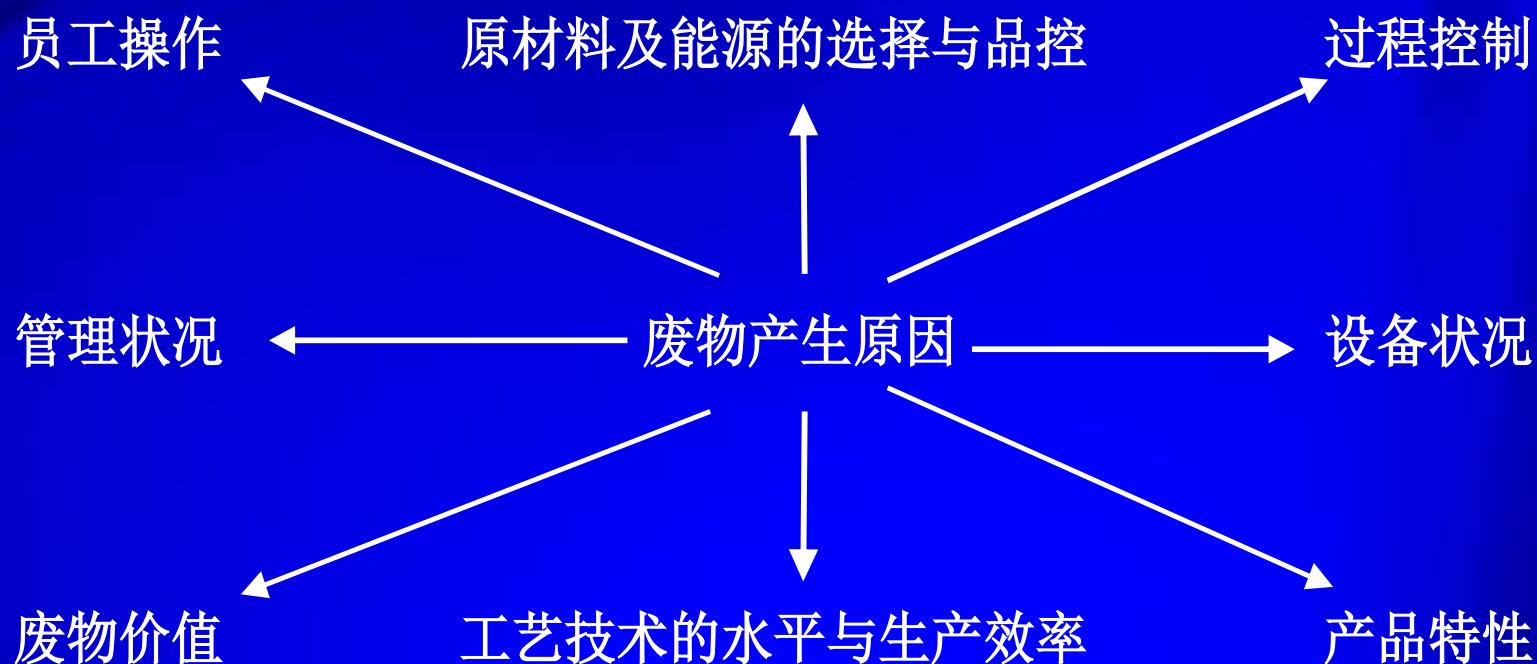 员工操作
原材料及能源的选择与品控
过程控制
管理状况
废物产生原因
设备状况
废物价值
工艺技术的水平与生产效率
产品特性